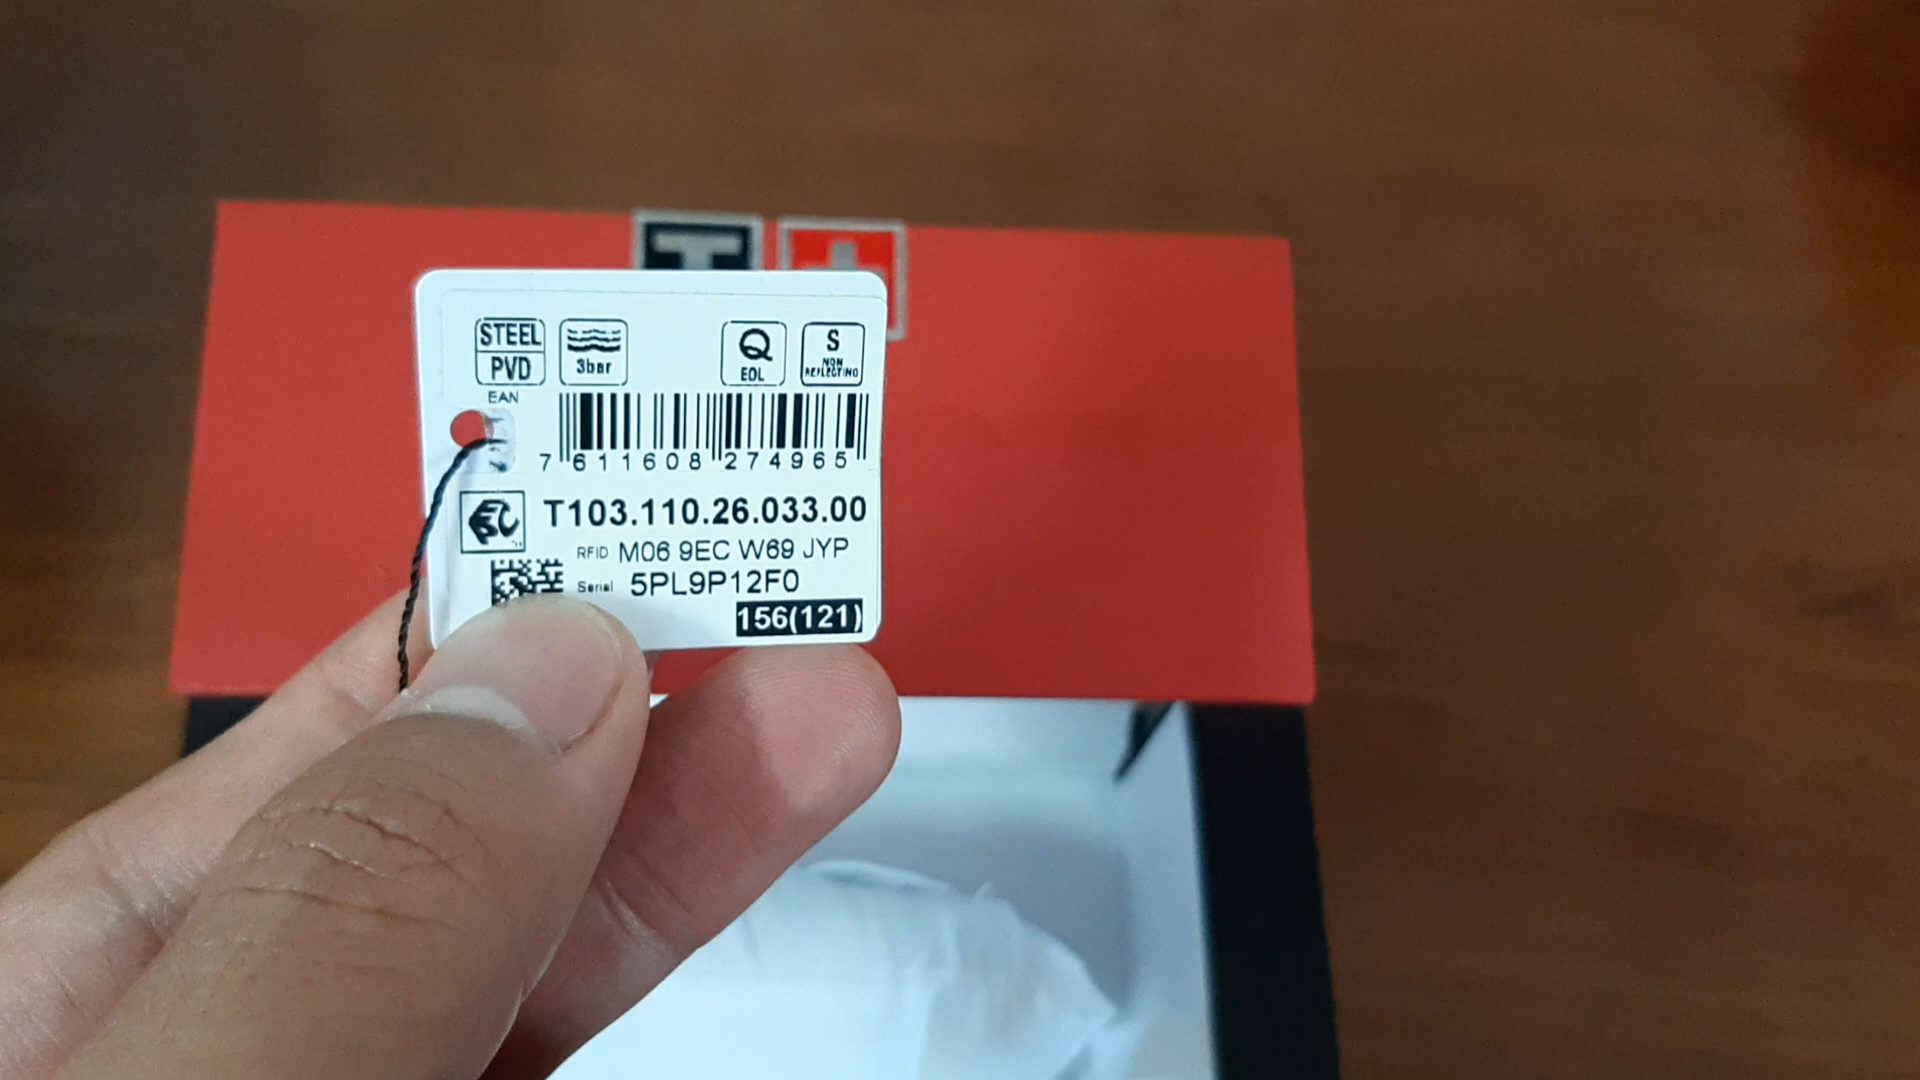 T
STEEL
PVD
3bar
Q
EOL
S
NON
REFLECTING
EAN
7 611608 274965
T103.110.26.033.00
RFID M06 9EC W69 JYP
Serial 5PL9P12F0
156(121)